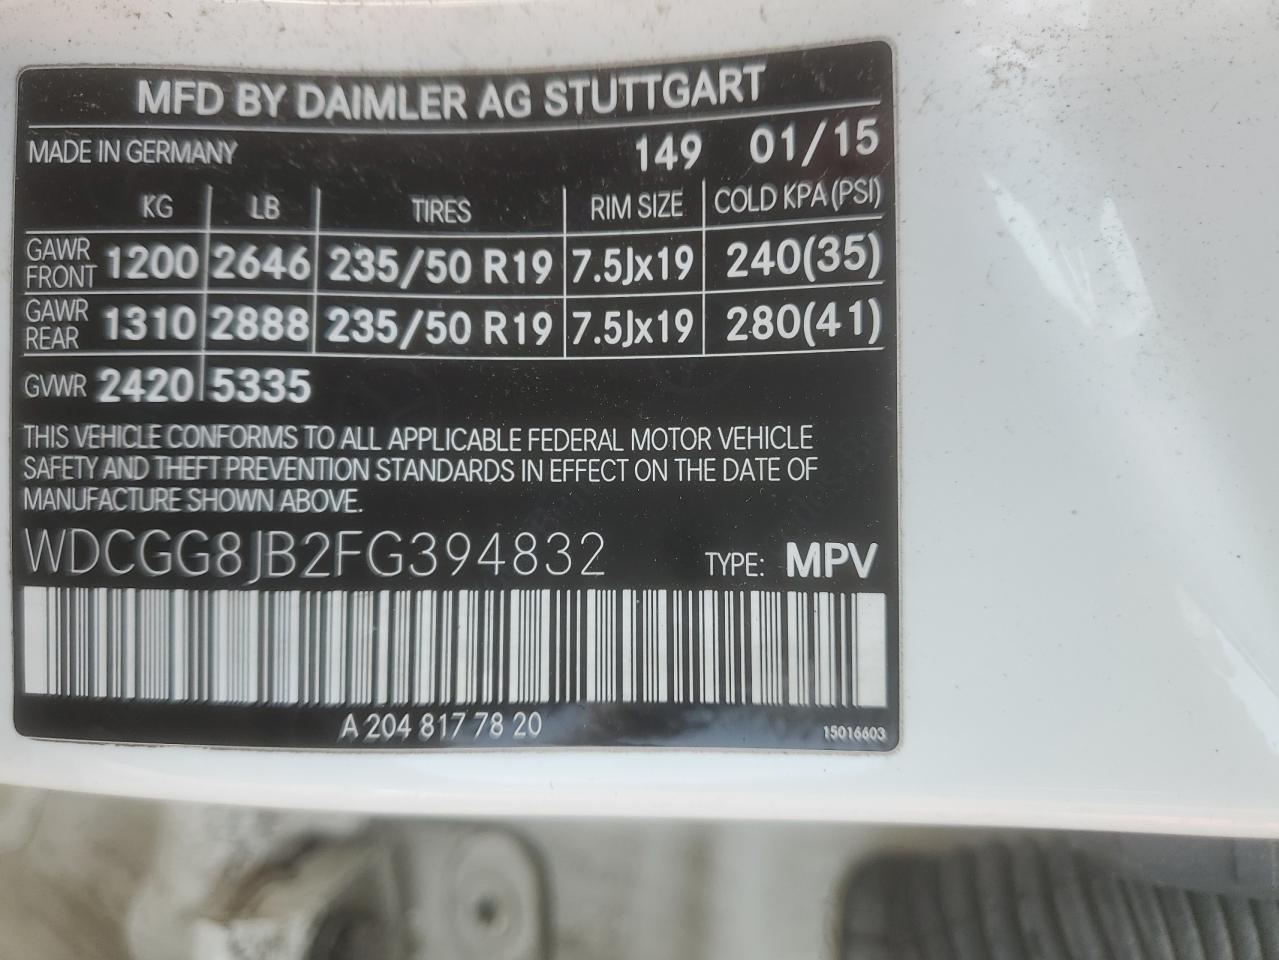 MFD BY DAIMLER AG STUTTGART
MADE IN GERMANY 149 01/15
KG LB TIRES RIM SIZE COLD KPA (PSI)
GAWR FRONT 1200 2646 235/50 R19 7.5Jx19 240(35)
GAWR REAR 1310 2888 235/50 R19 7.5Jx19 280(41)
GVWR 2420 5335
THIS VEHICLE CONFORMS TO ALL APPLICABLE FEDERAL MOTOR VEHICLE
SAFETY AND THEFT PREVENTION STANDARDS IN EFFECT ON THE DATE OF
MANUFACTURE SHOWN ABOVE.
WDCGG8JB2FG394832 TYPE: MPV
A 204 817 78 20 15016603